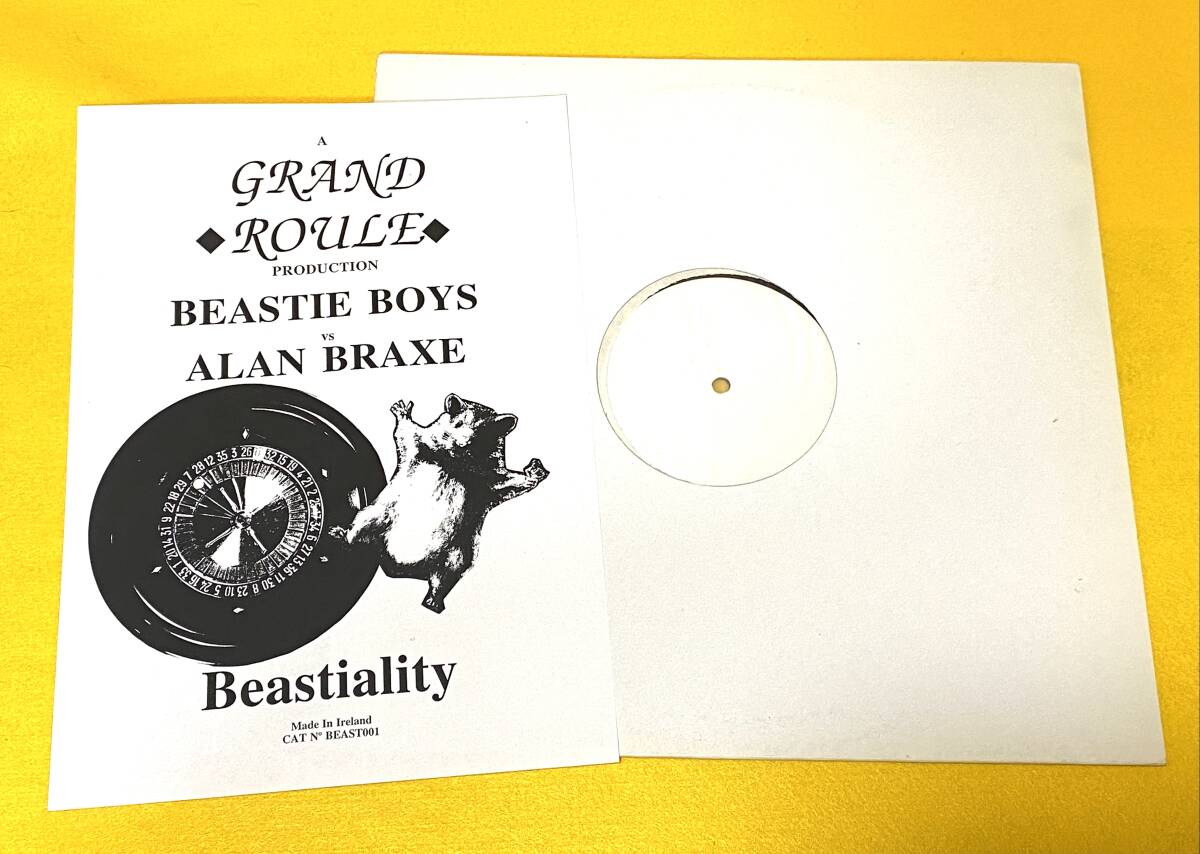 A
GRAND
◆ROULE◆
PRODUCTION
BEASTIE BOYS
vs
ALAN BRAXE
Beastiality
Made In Ireland
CAT Nº BEAST001